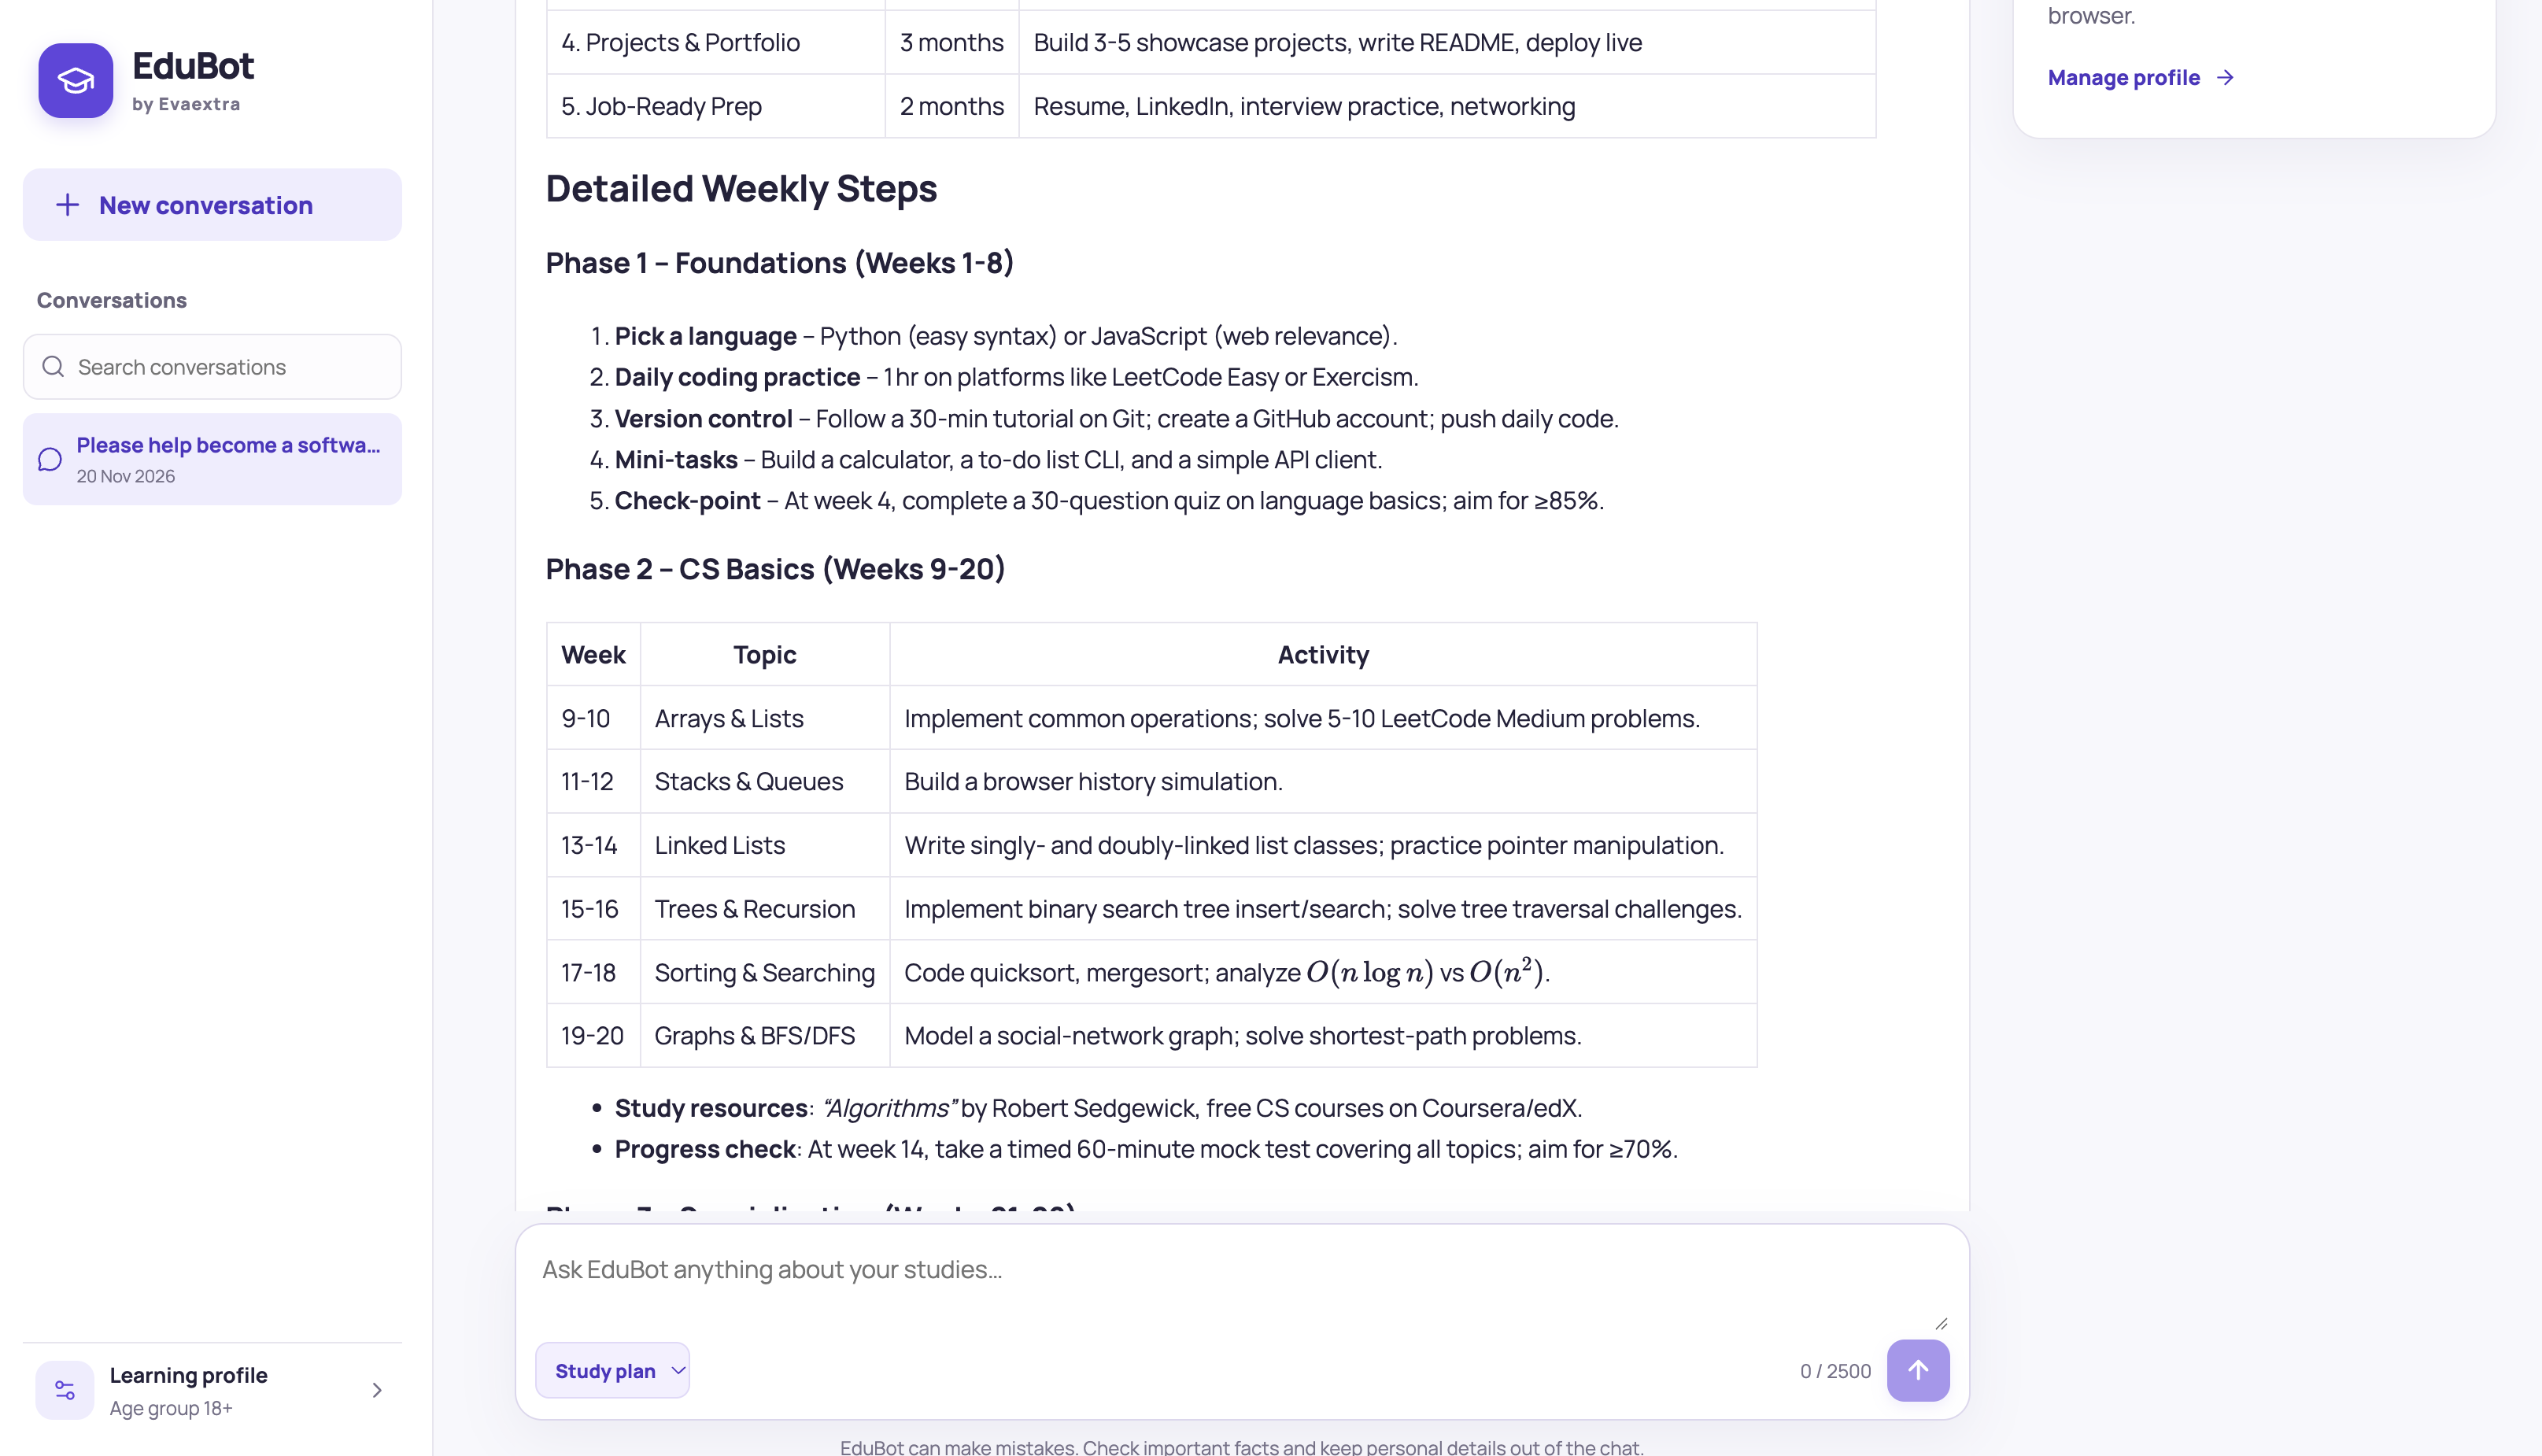 EduBot
by Evaextra
New conversation
Conversations
Search conversations
Please help become a softwa...
20 Nov 2026
Learning profile
Age group 18+
4. Projects & Portfolio 3 months Build 3-5 showcase projects, write README, deploy live
5. Job-Ready Prep 2 months Resume, LinkedIn, interview practice, networking
Detailed Weekly Steps
Phase 1 – Foundations (Weeks 1-8)
1. Pick a language – Python (easy syntax) or JavaScript (web relevance).
2. Daily coding practice – 1 hr on platforms like LeetCode Easy or Exercism.
3. Version control – Follow a 30-min tutorial on Git; create a GitHub account; push daily code.
4. Mini-tasks – Build a calculator, a to-do list CLI, and a simple API client.
5. Check-point – At week 4, complete a 30-question quiz on language basics; aim for ≥85%.
Phase 2 – CS Basics (Weeks 9-20)
Week Topic Activity
9-10 Arrays & Lists Implement common operations; solve 5-10 LeetCode Medium problems.
11-12 Stacks & Queues Build a browser history simulation.
13-14 Linked Lists Write singly- and doubly-linked list classes; practice pointer manipulation.
15-16 Trees & Recursion Implement binary search tree insert/search; solve tree traversal challenges.
17-18 Sorting & Searching Code quicksort, mergesort; analyze O(n log n) vs O(n²).
19-20 Graphs & BFS/DFS Model a social-network graph; solve shortest-path problems.
• Study resources: “Algorithms” by Robert Sedgewick, free CS courses on Coursera/edX.
• Progress check: At week 14, take a timed 60-minute mock test covering all topics; aim for ≥70%.
Ask EduBot anything about your studies...
Study plan
0 / 2500
EduBot can make mistakes. Check important facts and keep personal details out of the chat.
browser.
Manage profile →